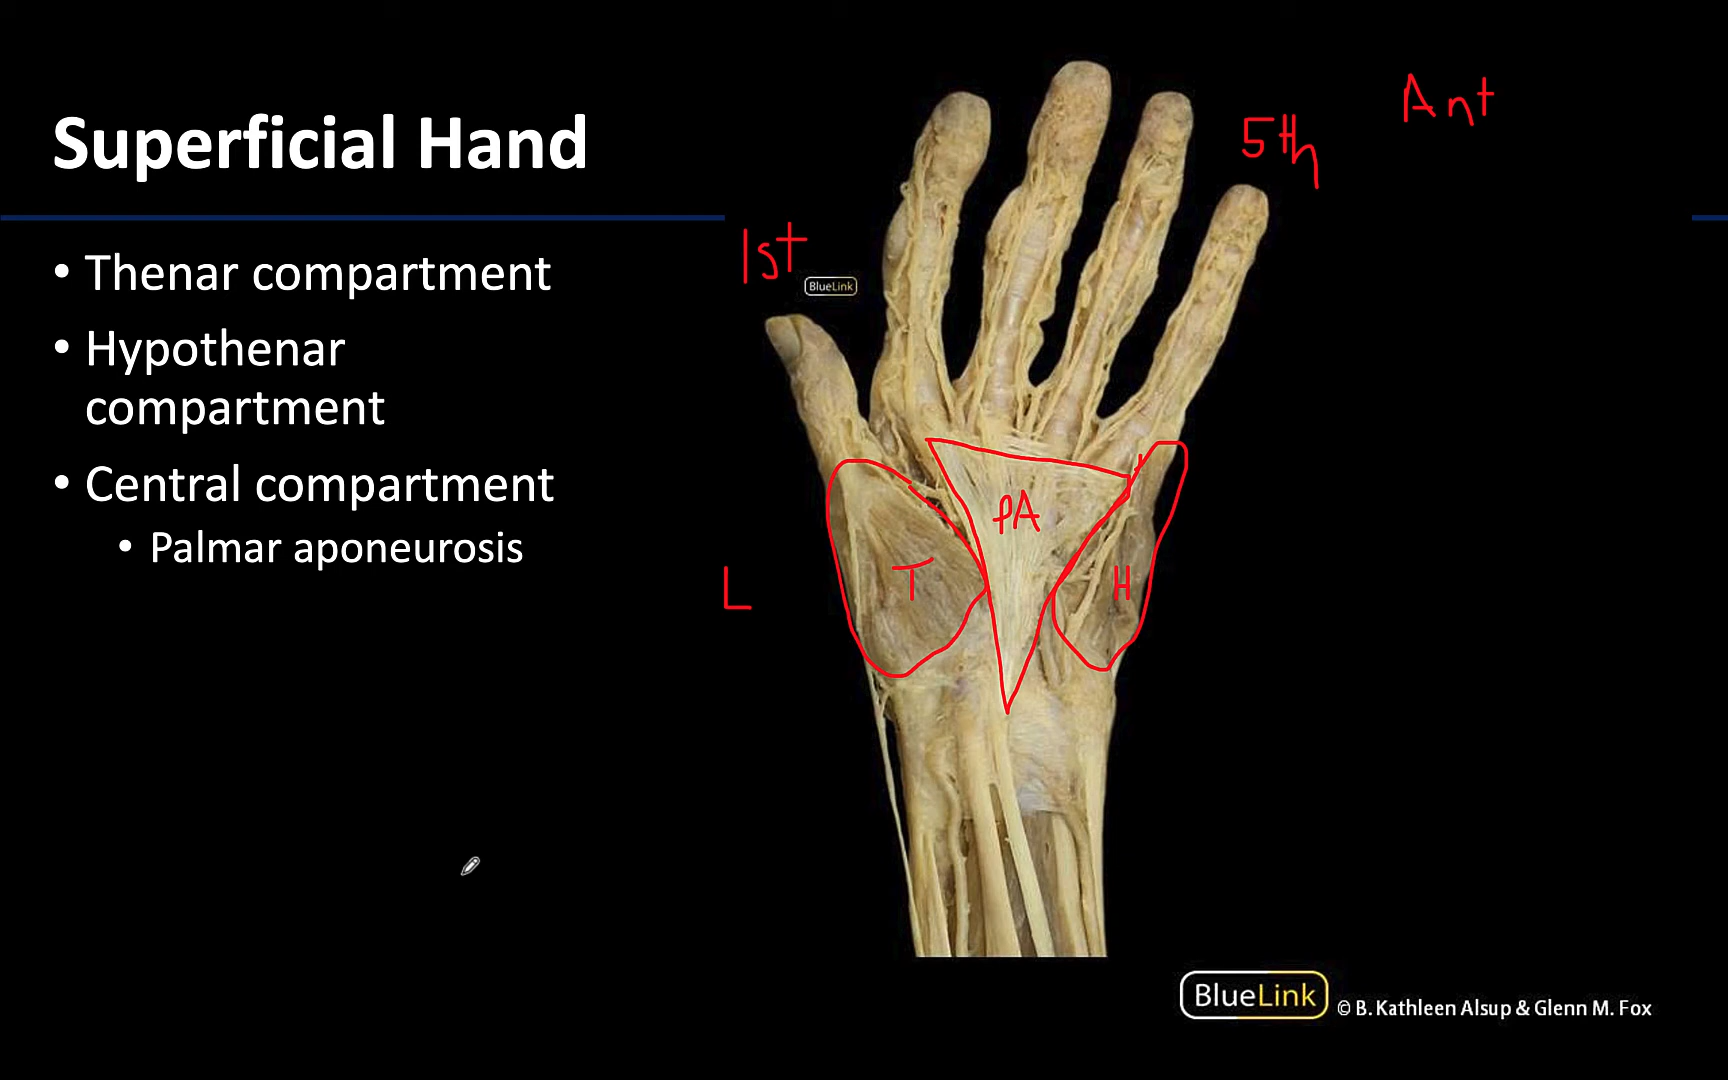 Superficial Hand
• Thenar compartment
• Hypothenar
compartment
• Central compartment
• Palmar aponeurosis
Ant
5th
1st
BlueLink
PA
T
H
L
BlueLink © B. Kathleen Alsup & Glenn M. Fox